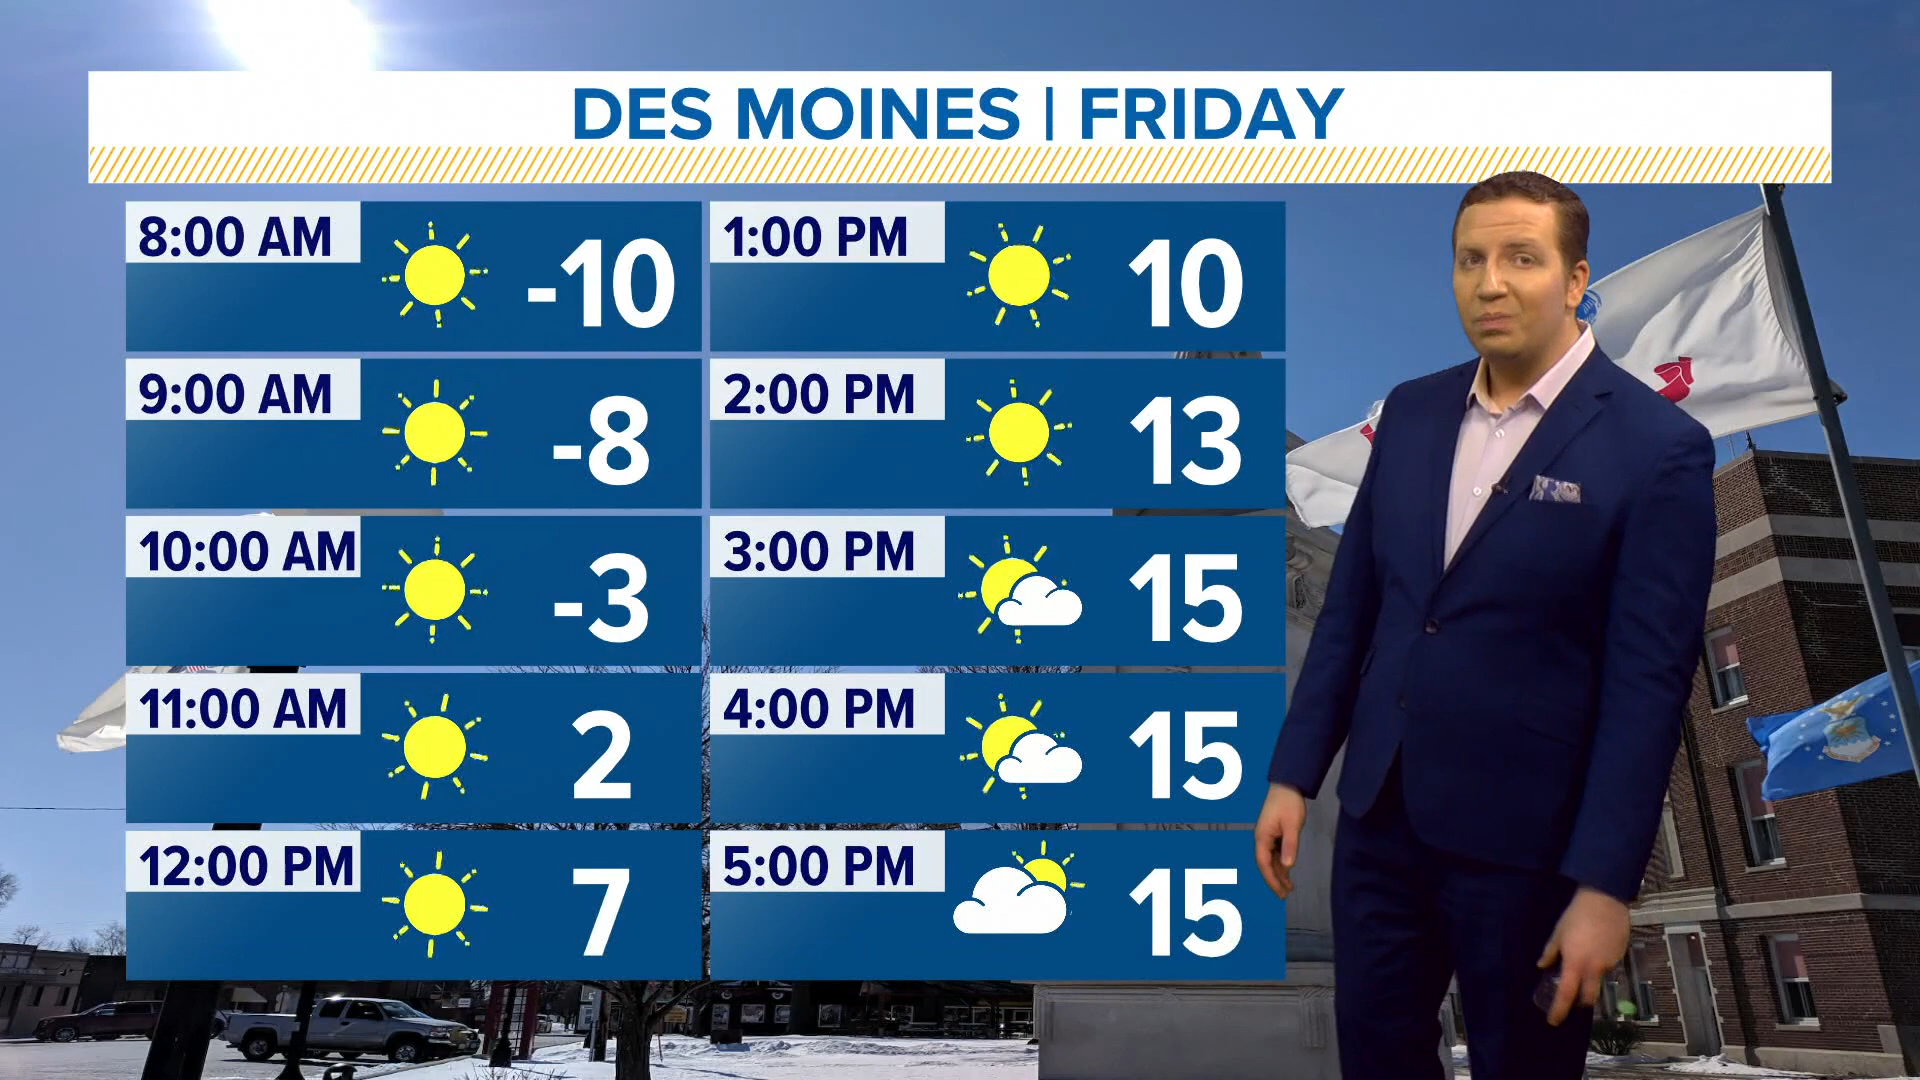 DES MOINES | FRIDAY
8:00 AM -10
9:00 AM -8
10:00 AM -3
11:00 AM 2
12:00 PM 7
1:00 PM 10
2:00 PM 13
3:00 PM 15
4:00 PM 15
5:00 PM 15